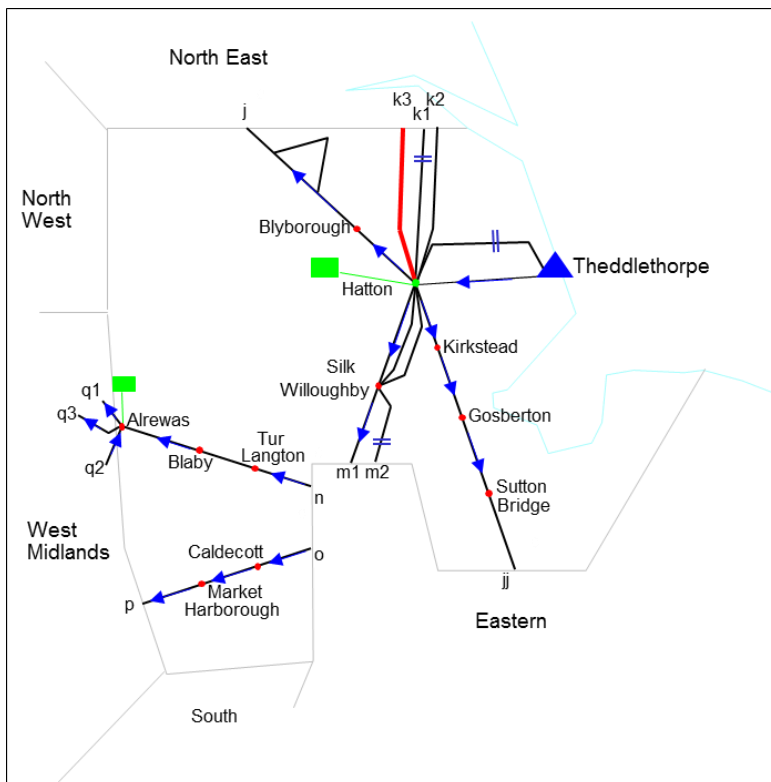 North East
k3
k2
j
k1
North
West
Blyborough
Theddlethorpe
Hatton
Kirkstead
Silk
Willoughby
q1
q3
Alrewas
Gosberton
Tur
Langton
q2
Blaby
m1
m2
n
Sutton
Bridge
West
Midlands
Caldecott
o
p
Market
Harborough
jj
Eastern
South